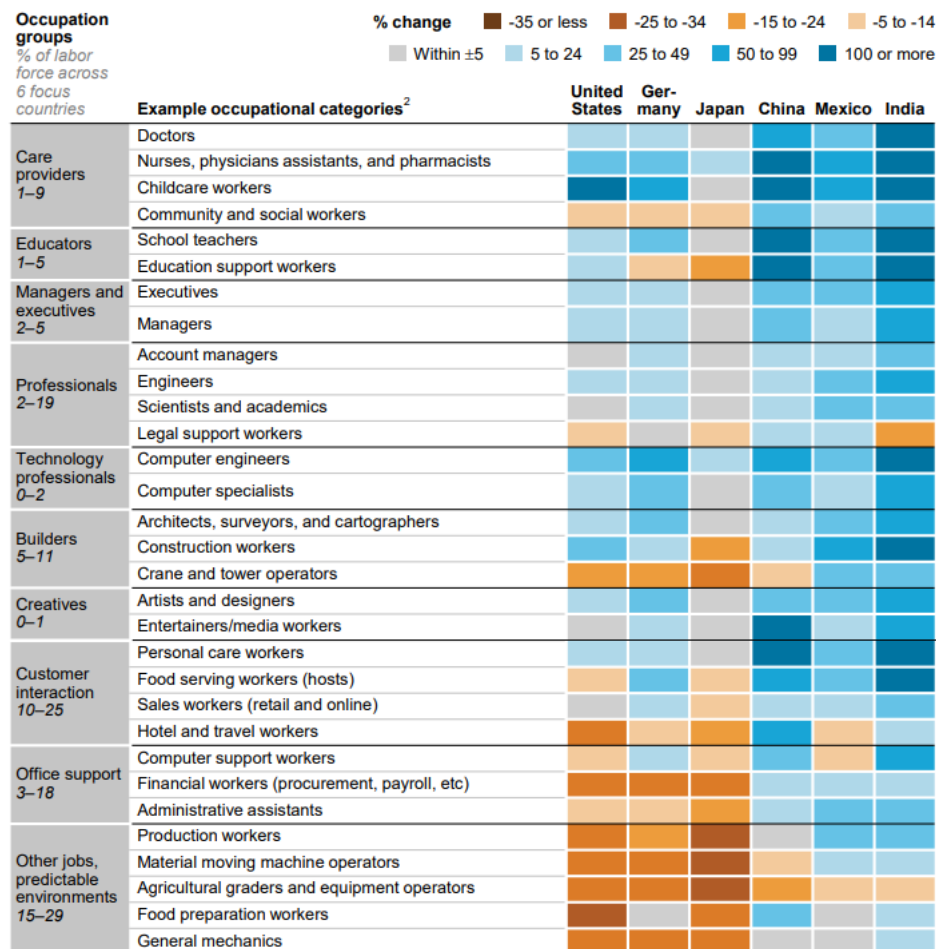 Occupation
groups
% of labor
force across
6 focus
countries
% change
-35 or less
-25 to -34
-15 to -24
-5 to -14
Within ±5
5 to 24
25 to 49
50 to 99
100 or more
Example occupational categories2
United
States
Ger-
many
Japan
China
Mexico
India
Care
providers
1–9
Doctors
Nurses, physicians assistants, and pharmacists
Childcare workers
Community and social workers
Educators
1–5
School teachers
Education support workers
Managers and
executives
2–5
Executives
Managers
Professionals
2–19
Account managers
Engineers
Scientists and academics
Legal support workers
Technology
professionals
0–2
Computer engineers
Computer specialists
Builders
5–11
Architects, surveyors, and cartographers
Construction workers
Crane and tower operators
Creatives
0–1
Artists and designers
Entertainers/media workers
Customer
interaction
10–25
Personal care workers
Food serving workers (hosts)
Sales workers (retail and online)
Hotel and travel workers
Office support
3–18
Computer support workers
Financial workers (procurement, payroll, etc)
Administrative assistants
Other jobs,
predictable
environments
15–29
Production workers
Material moving machine operators
Agricultural graders and equipment operators
Food preparation workers
General mechanics